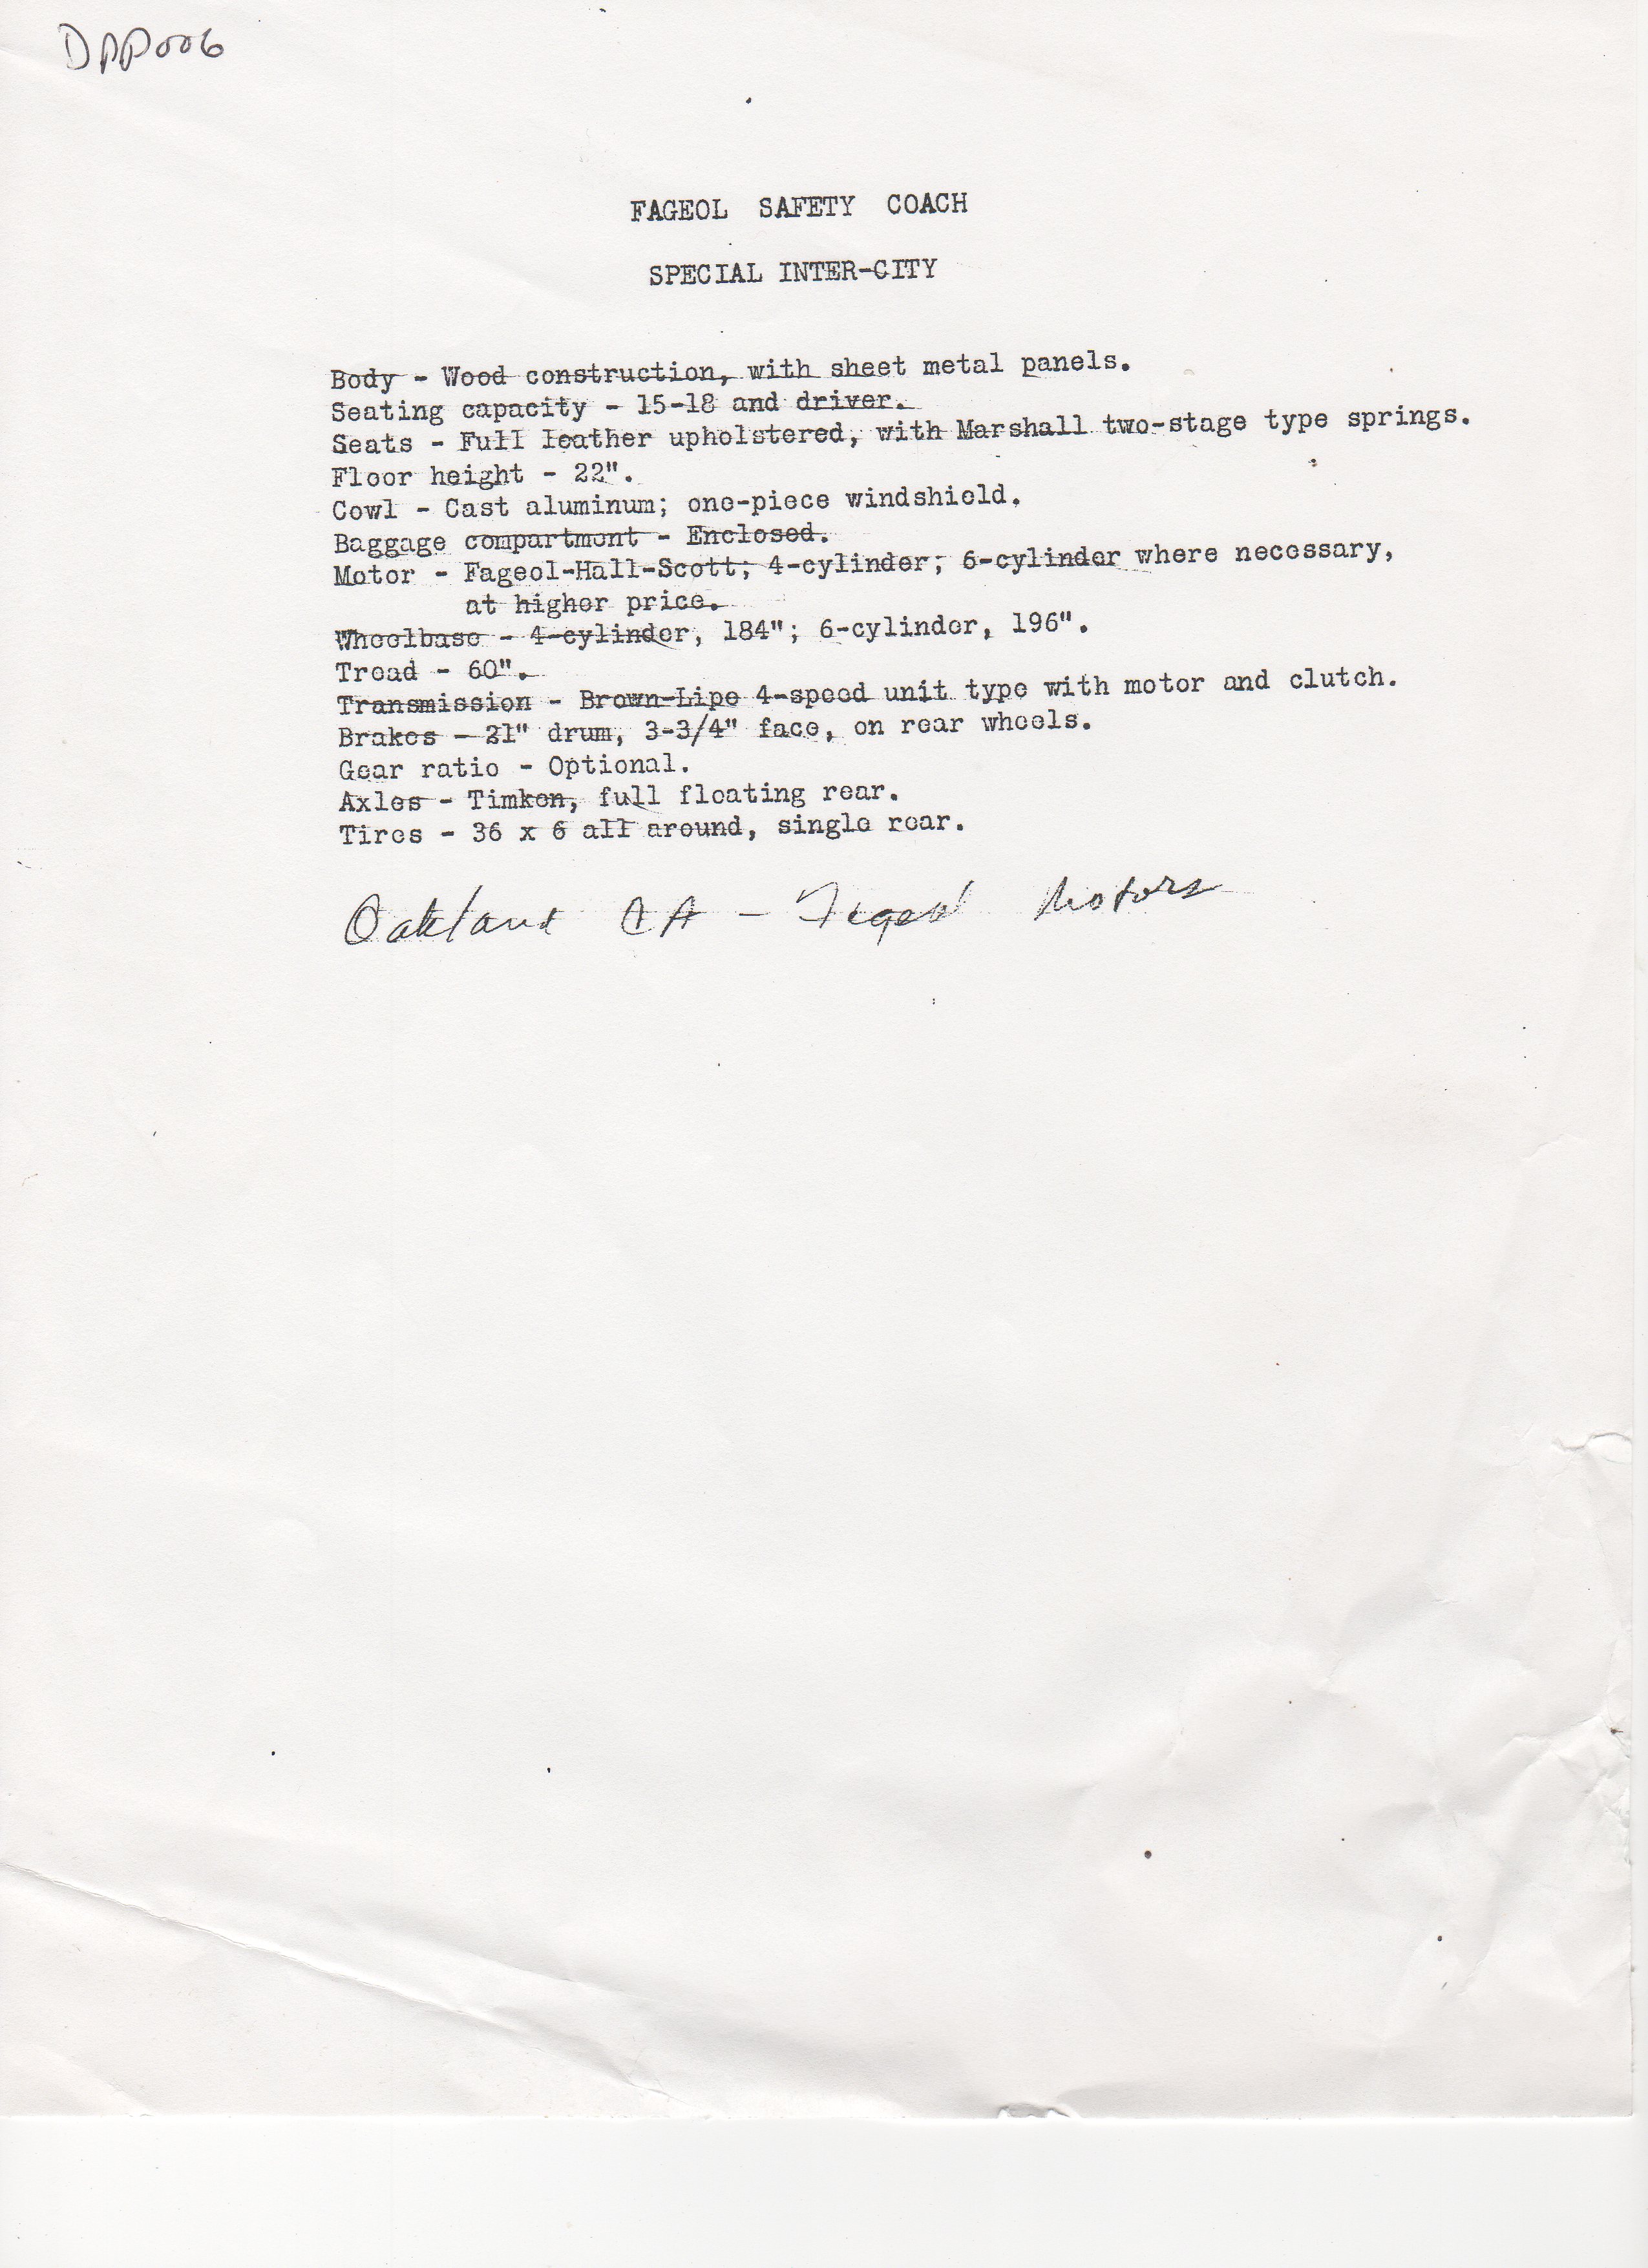 DPP006
FAGEOL SAFETY COACH
SPECIAL INTER-CITY
Body - Wood construction, with sheet metal panels.
Seating capacity - 15-18 and driver.
Seats - Full leather upholstered, with Marshall two-stage type springs.
Floor height - 22".
Cowl - Cast aluminum; one-piece windshield.
Baggage compartment - Enclosed.
Motor - Fageol-Hall-Scott; 4-cylinder; 6-cylinder where necessary,
at higher price.
Wheelbase - 4-cylinder, 184"; 6-cylinder, 196".
Tread - 60".
Transmission - Brown-Lipe 4-speed unit type with motor and clutch.
Brakes - 21" drum, 3-3/4" face, on rear wheels.
Gear ratio - Optional.
Axles - Timken, full floating rear.
Tires - 36 x 6 all around, single rear.
Oakland CA - Fageol Motors